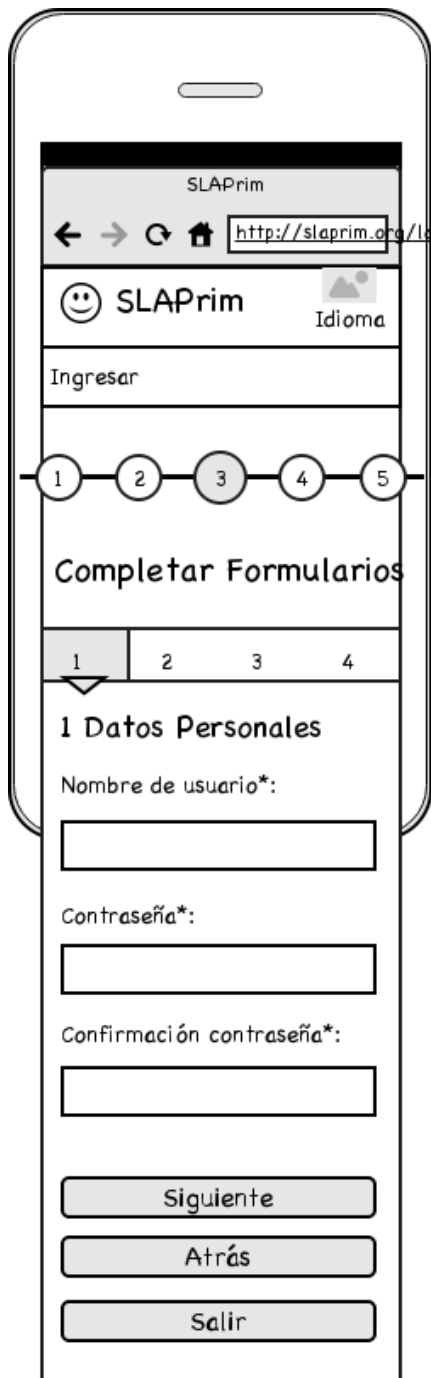 SLAPrim
http://slaprim.org/lo
SLAPrim
Idioma
Ingresar
1 2 3 4 5
Completar Formularios
1 2 3 4
1 Datos Personales
Nombre de usuario*:
Contraseña*:
Confirmación contraseña*:
Siguiente
Atrás
Salir